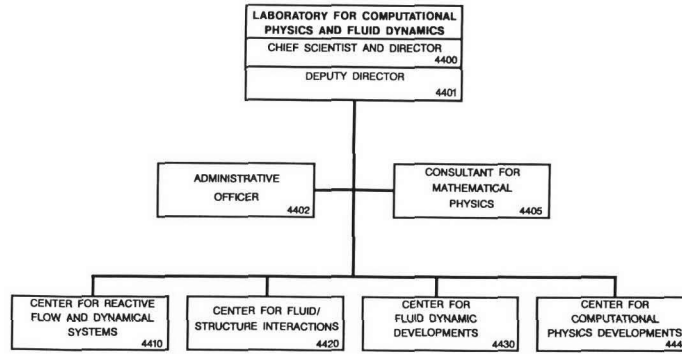 LABORATORY FOR COMPUTATIONAL
PHYSICS AND FLUID DYNAMICS
CHIEF SCIENTIST AND DIRECTOR
4400
DEPUTY DIRECTOR
4401
ADMINISTRATIVE
OFFICER
4402
CONSULTANT FOR
MATHEMATICAL
PHYSICS
4405
CENTER FOR REACTIVE
FLOW AND DYNAMICAL
SYSTEMS
4410
CENTER FOR FLUID/
STRUCTURE INTERACTIONS
4420
CENTER FOR
FLUID DYNAMIC
DEVELOPMENTS
4430
CENTER FOR
COMPUTATIONAL
PHYSICS DEVELOPMENTS